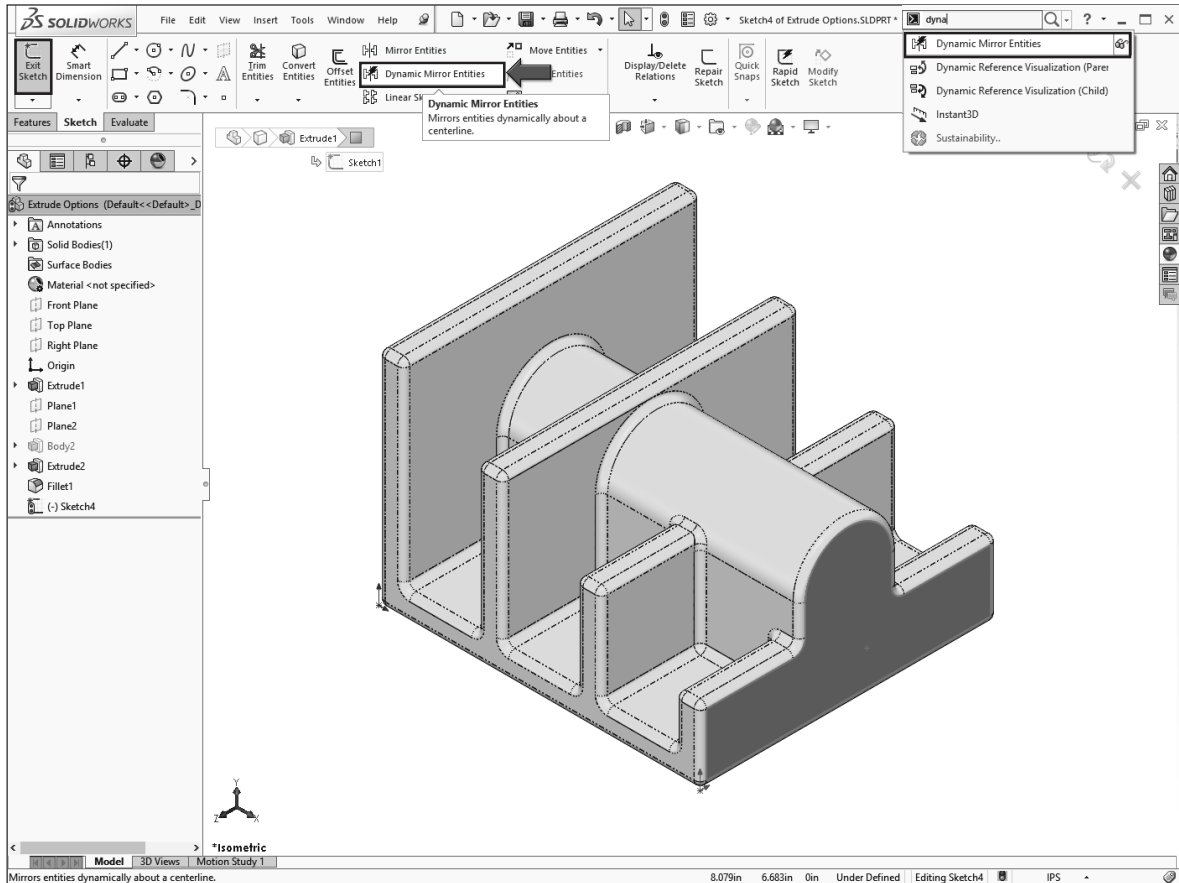 SOLIDWORKS File Edit View Insert Tools Window Help Sketch4 of Extrude Options.SLDPRT * dyna ?
Exit Sketch
Smart Dimension
Trim Entities
Convert Entities
Offset Entities
Mirror Entities
Dynamic Mirror Entities
Linear Sk
Move Entities
Entities
Display/Delete Relations
Repair Sketch
Quick Snaps
Rapid Sketch
Modify Sketch
Dynamic Mirror Entities
Mirrors entities dynamically about a
centerline.
Dynamic Mirror Entities
Dynamic Reference Visualization (Parer
Dynamic Reference Visulization (Child)
Instant3D
Sustainability..
Features Sketch Evaluate
Extrude1
Sketch1
Extrude Options (Default<<Default>_D
Annotations
Solid Bodies(1)
Surface Bodies
Material <not specified>
Front Plane
Top Plane
Right Plane
Origin
Extrude1
Plane1
Plane2
Body2
Extrude2
Fillet1
(-) Sketch4
Y
Z
X
*Isometric
Model 3D Views Motion Study 1
Mirrors entities dynamically about a centerline. 8.079in 6.683in 0in Under Defined Editing Sketch4 IPS